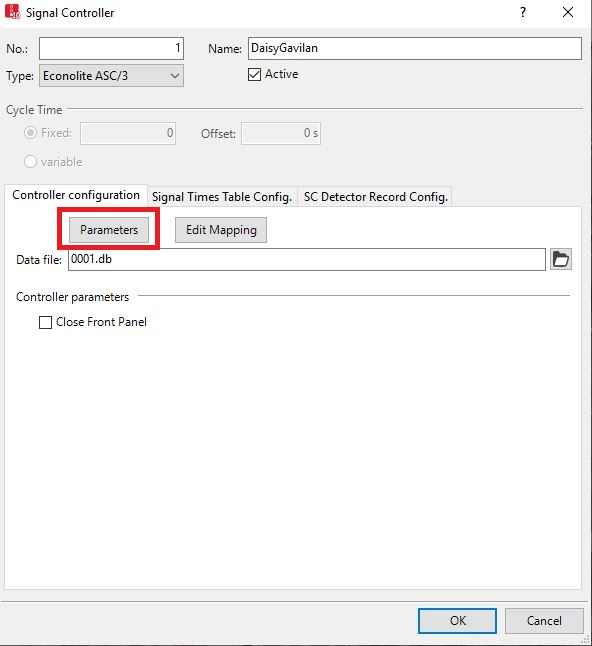 Signal Controller
?
No.: 1 Name: DaisyGavilan
Type: Econolite ASC/3 Active
Cycle Time
Fixed: 0 Offset: 0 s
variable
Controller configuration Signal Times Table Config. SC Detector Record Config.
Parameters Edit Mapping
Data file: 0001.db
Controller parameters
Close Front Panel
OK Cancel